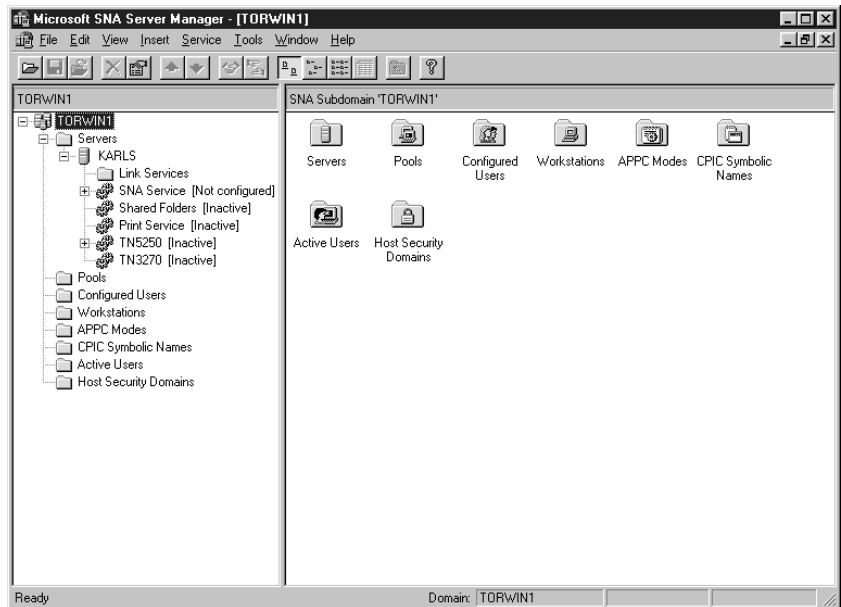 Microsoft SNA Server Manager - [TORWIN1]
File Edit View Insert Service Tools Window Help
TORWIN1
SNA Subdomain 'TORWIN1'
TORWIN1
Servers
KARLS
Link Services
SNA Service [Not configured]
Shared Folders [Inactive]
Print Service [Inactive]
TN5250 [Inactive]
TN3270 [Inactive]
Pools
Configured Users
Workstations
APPC Modes
CPIC Symbolic Names
Active Users
Host Security Domains
Servers
Pools
Configured
Users
Workstations
APPC Modes
CPIC Symbolic
Names
Active Users
Host Security
Domains
Ready
Domain: TORWIN1